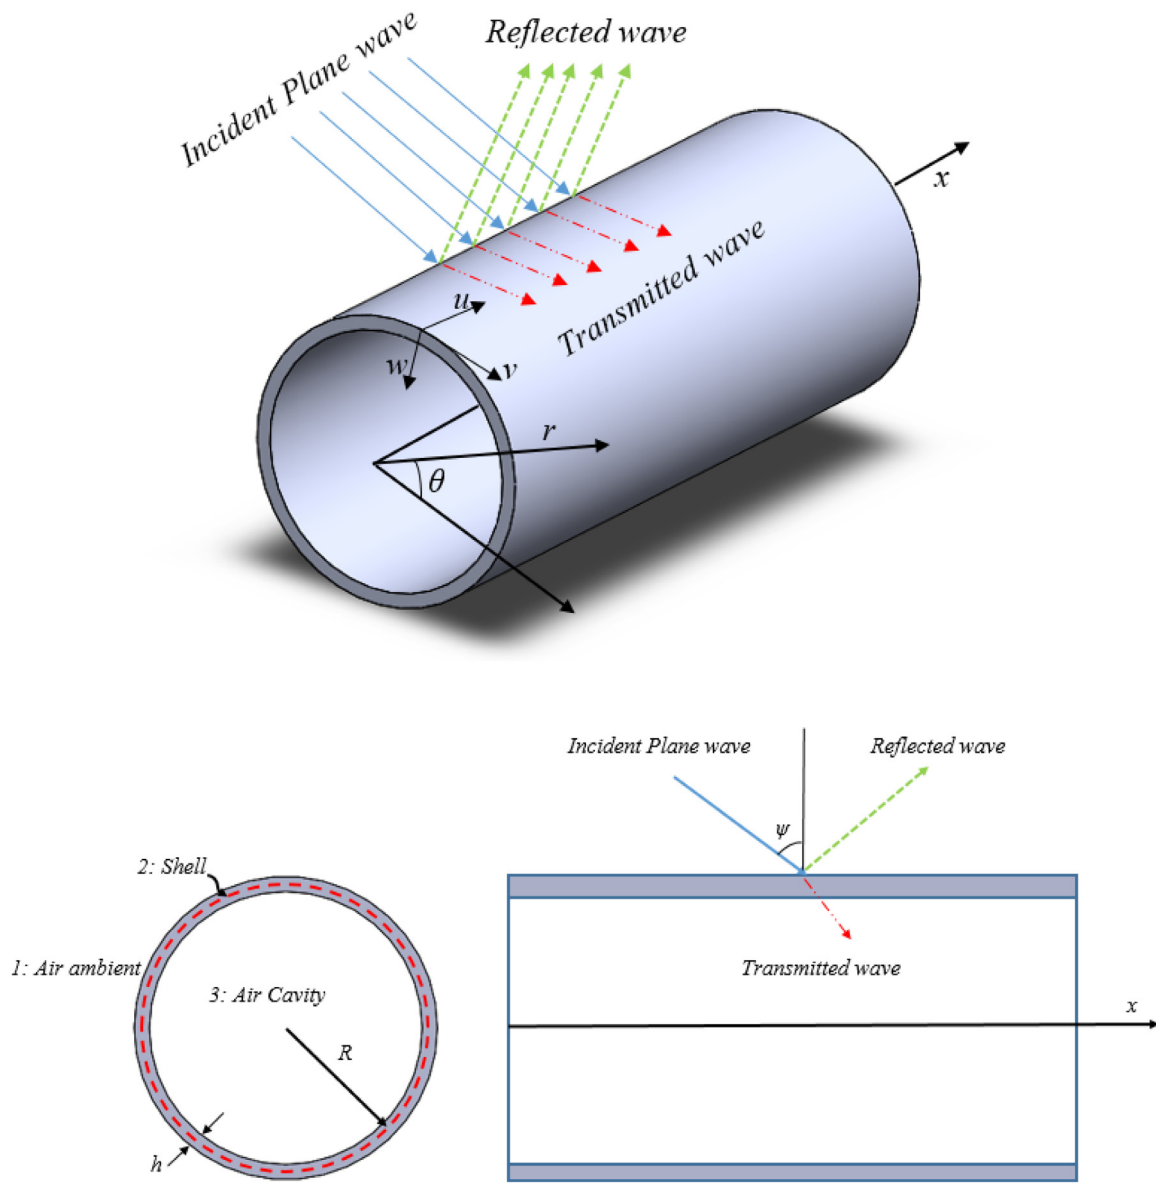 Incident Plane wave
Reflected wave
x
Transmitted wave
u
w
v
r
θ
Incident Plane wave
Reflected wave
ψ
2: Shell
1: Air ambient
3: Air Cavity
Transmitted wave
x
R
h